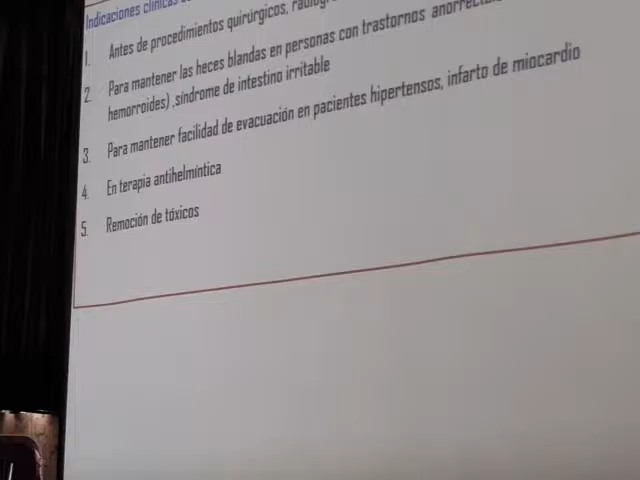 Indicaciones clínicas
1. Antes de procedimientos quirúrgicos,
2. Para mantener las heces blandas en personas con trastornos
hemorroides) ,síndrome de intestino irritable
3. Para mantener facilidad de evacuación en pacientes hipertensos, infarto de miocardio
4. En terapia antihelmíntica
5. Remoción de tóxicos